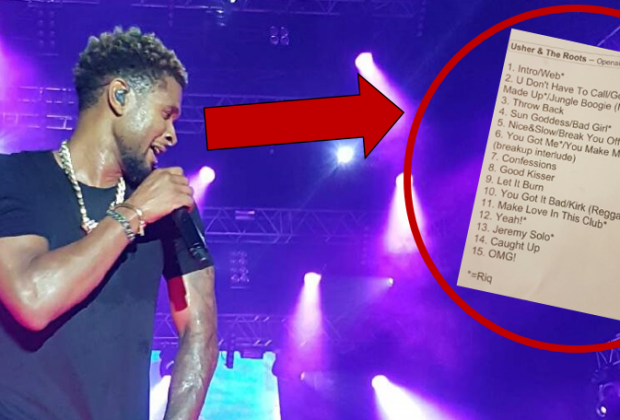 Usher & The Roots –
1. Intro/Web*
2. U Don't Have To Call/
Made Up*/Jungle Boogie
3. Throw Back
4. Sun Goddess/Bad Girl*
5. Nice&Slow/Break You Off
6. You Got Me*/You Make M
(breakup interlude)
7. Confessions
8. Good Kisser
9. Let It Burn
10. You Got It Bad/Kirk
11. Make Love In This Club*
12. Yeah!*
13. Jeremy Solo*
14. Caught Up
15. OMG!
*=Riq